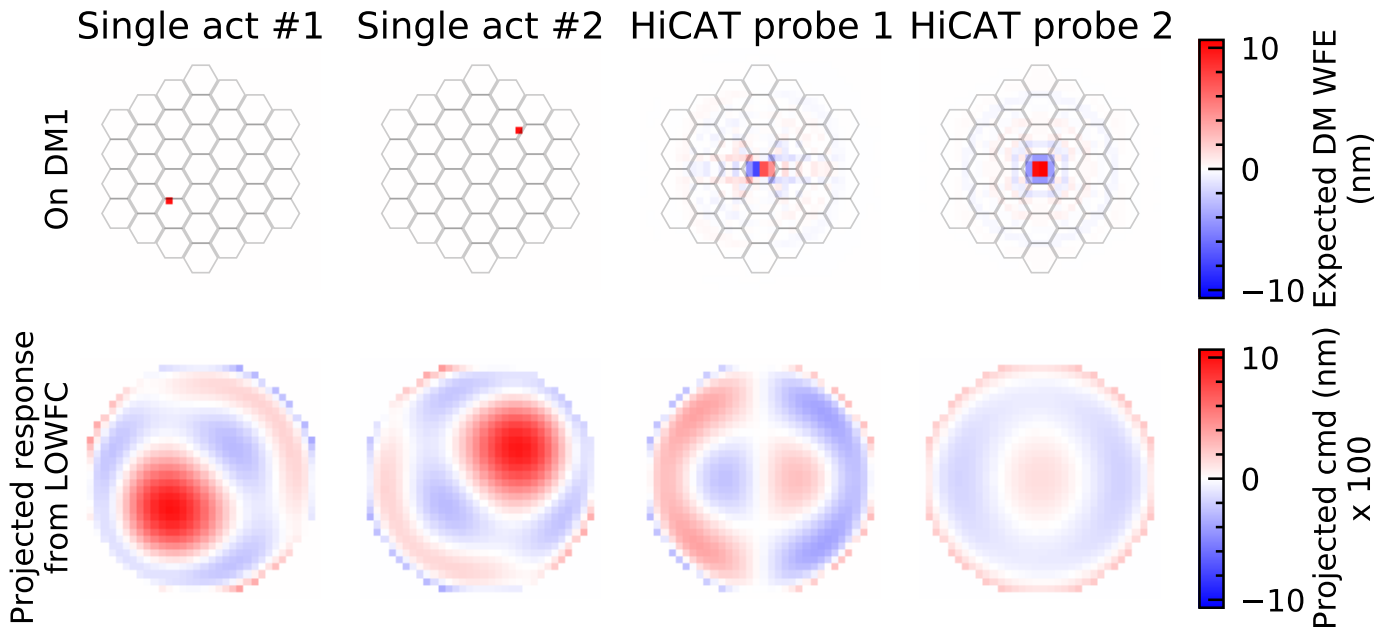 Single act #1
Single act #2
HiCAT probe 1
HiCAT probe 2
On DM1
10
0
−10
Expected DM WFE
(nm)
Projected response
from LOWFC
10
0
−10
Projected cmd (nm)
x 100